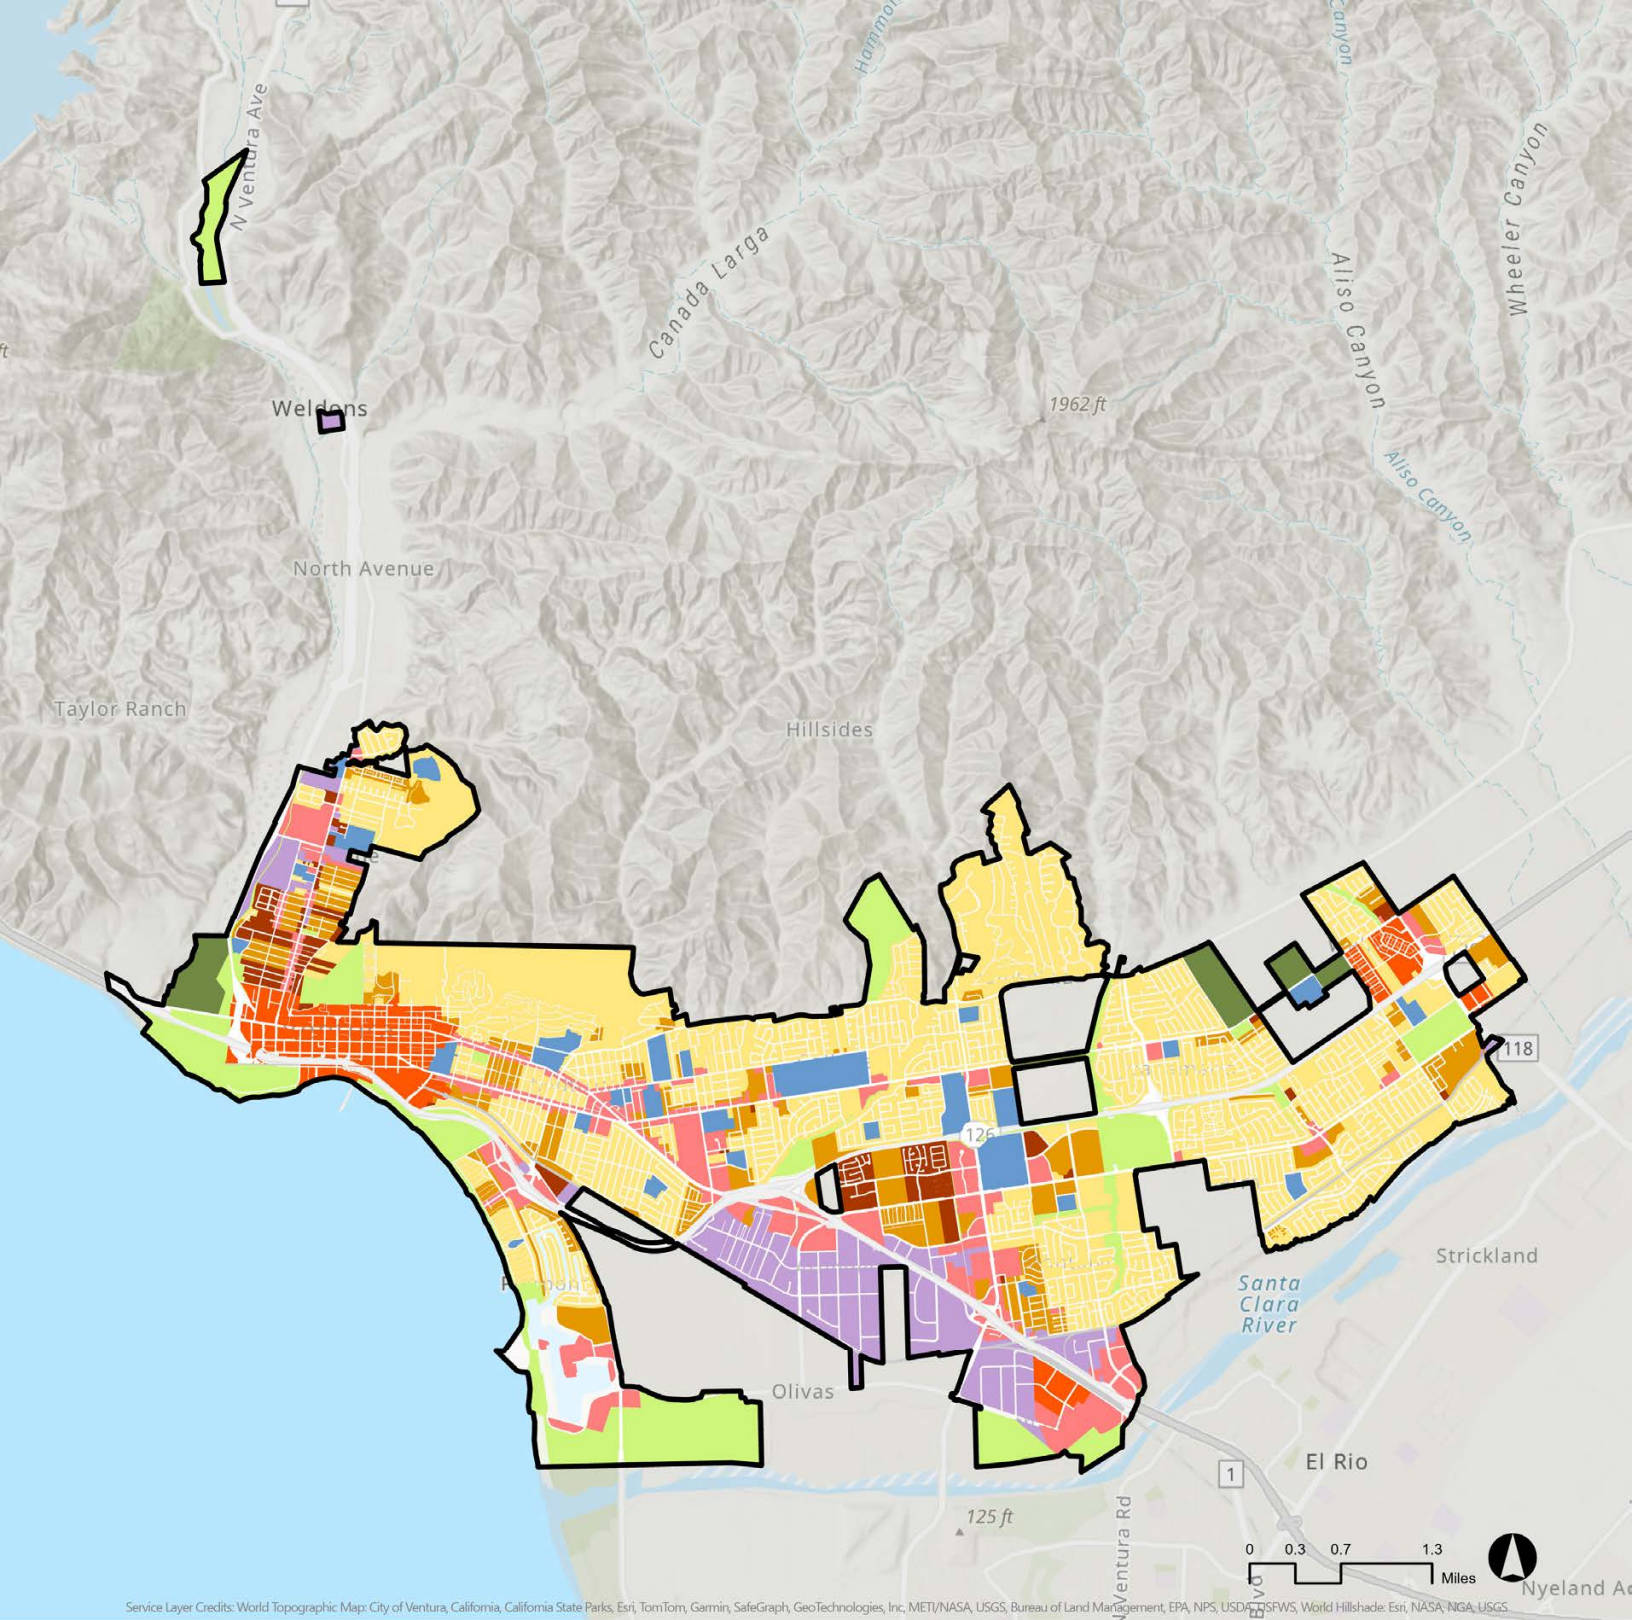 Hammon
Canyon
N Ventura Ave
Wheeler Canyon
Canada Larga
Aliso Canyon
ft
Weldons
1962 ft
Aliso Canyon
North Avenue
Taylor Ranch
Hillsides
118
126
Strickland
Santa
Clara
River
Olivas
El Rio
1
125 ft
Ventura Rd
Blvd
0 0.3 0.7 1.3
Miles
Nyeland Ac
Service Layer Credits: World Topographic Map: City of Ventura, California, California State Parks, Esri, TomTom, Garmin, SafeGraph, GeoTechnologies, Inc, METI/NASA, USGS, Bureau of Land Management, EPA, NPS, USDA, USFWS, World Hillshade: Esri, NASA, NGA, USGS